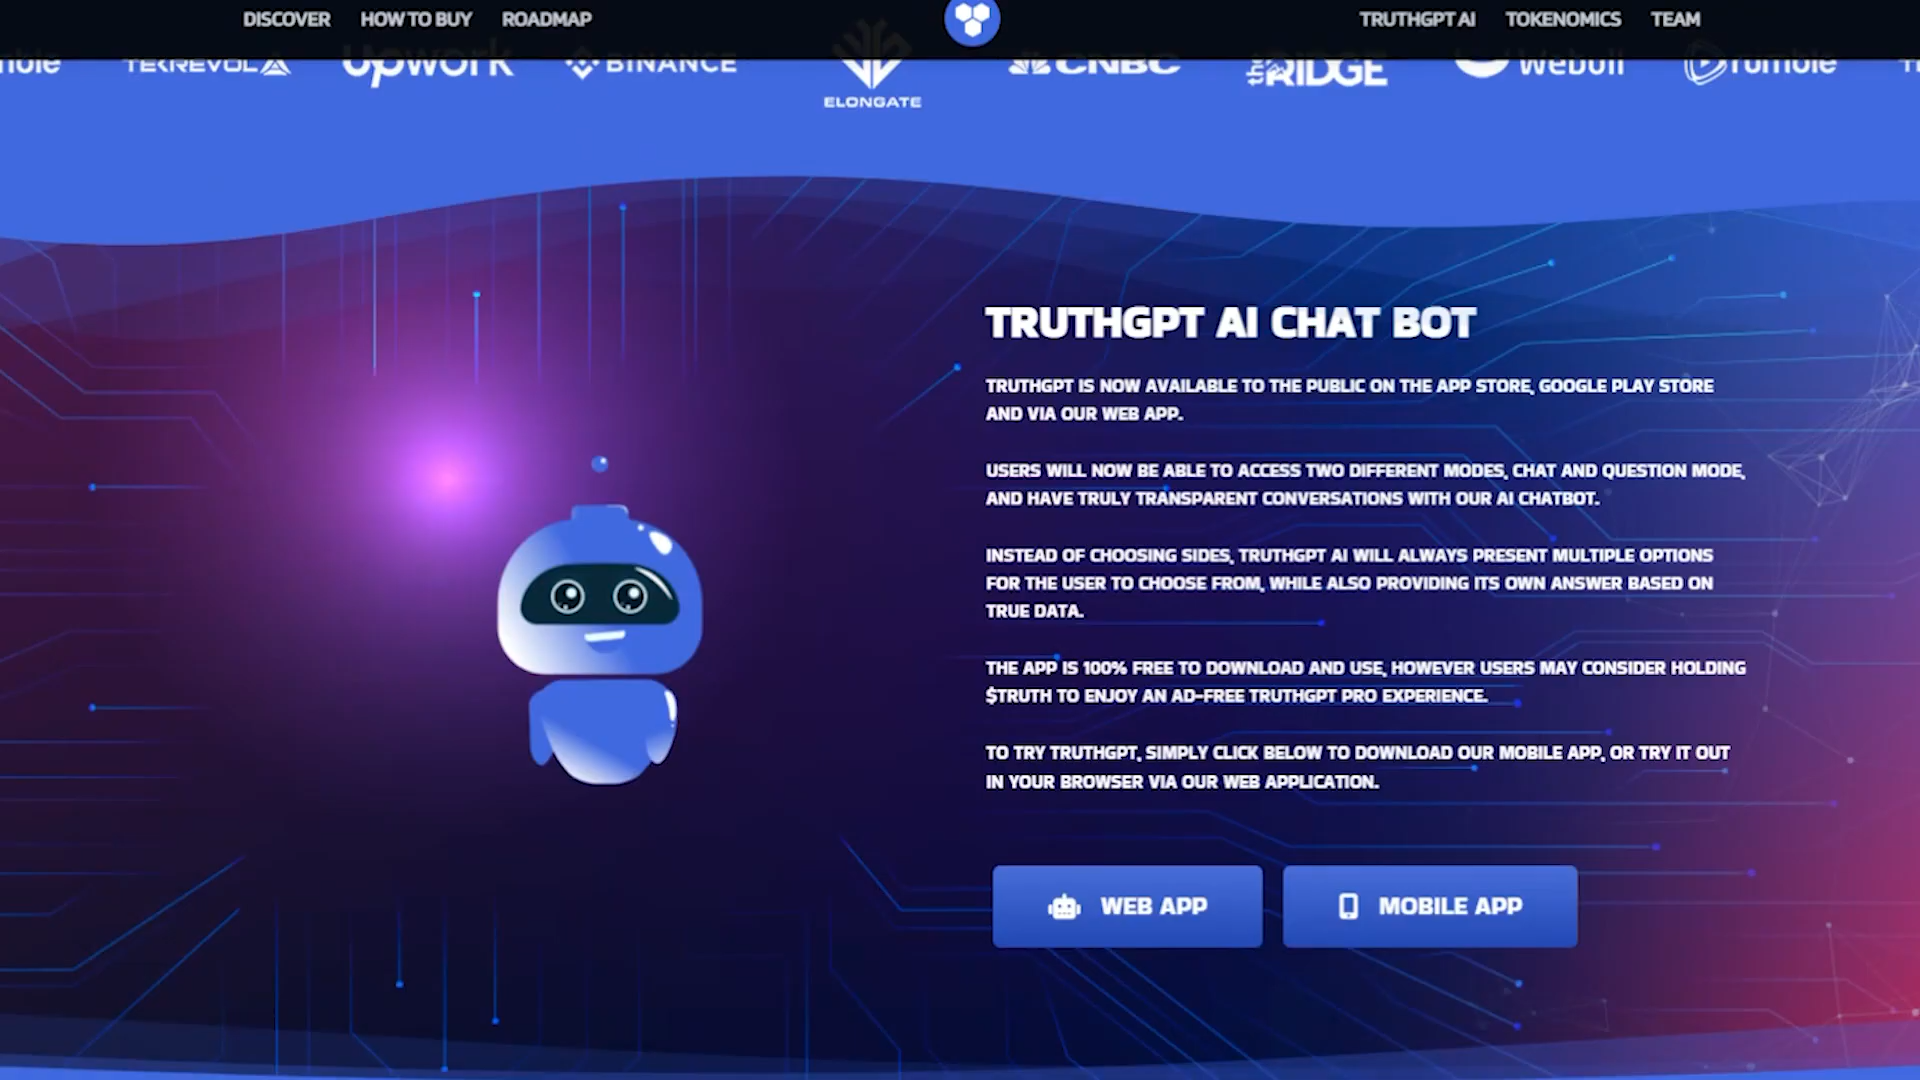 DISCOVER HOW TO BUY ROADMAP TRUTHGPT AI TOKENOMICS TEAM
TEKREVOL upwork BINANCE ELONGATE CNBC the RIDGE Webull rumble
TRUTHGPT AI CHAT BOT
TRUTHGPT IS NOW AVAILABLE TO THE PUBLIC ON THE APP STORE, GOOGLE PLAY STORE
AND VIA OUR WEB APP.
USERS WILL NOW BE ABLE TO ACCESS TWO DIFFERENT MODES, CHAT AND QUESTION MODE,
AND HAVE TRULY TRANSPARENT CONVERSATIONS WITH OUR AI CHATBOT.
INSTEAD OF CHOOSING SIDES, TRUTHGPT AI WILL ALWAYS PRESENT MULTIPLE OPTIONS
FOR THE USER TO CHOOSE FROM, WHILE ALSO PROVIDING ITS OWN ANSWER BASED ON
TRUE DATA.
THE APP IS 100% FREE TO DOWNLOAD AND USE, HOWEVER USERS MAY CONSIDER HOLDING
$TRUTH TO ENJOY AN AD-FREE TRUTHGPT PRO EXPERIENCE.
TO TRY TRUTHGPT, SIMPLY CLICK BELOW TO DOWNLOAD OUR MOBILE APP, OR TRY IT OUT
IN YOUR BROWSER VIA OUR WEB APPLICATION.
WEB APP MOBILE APP